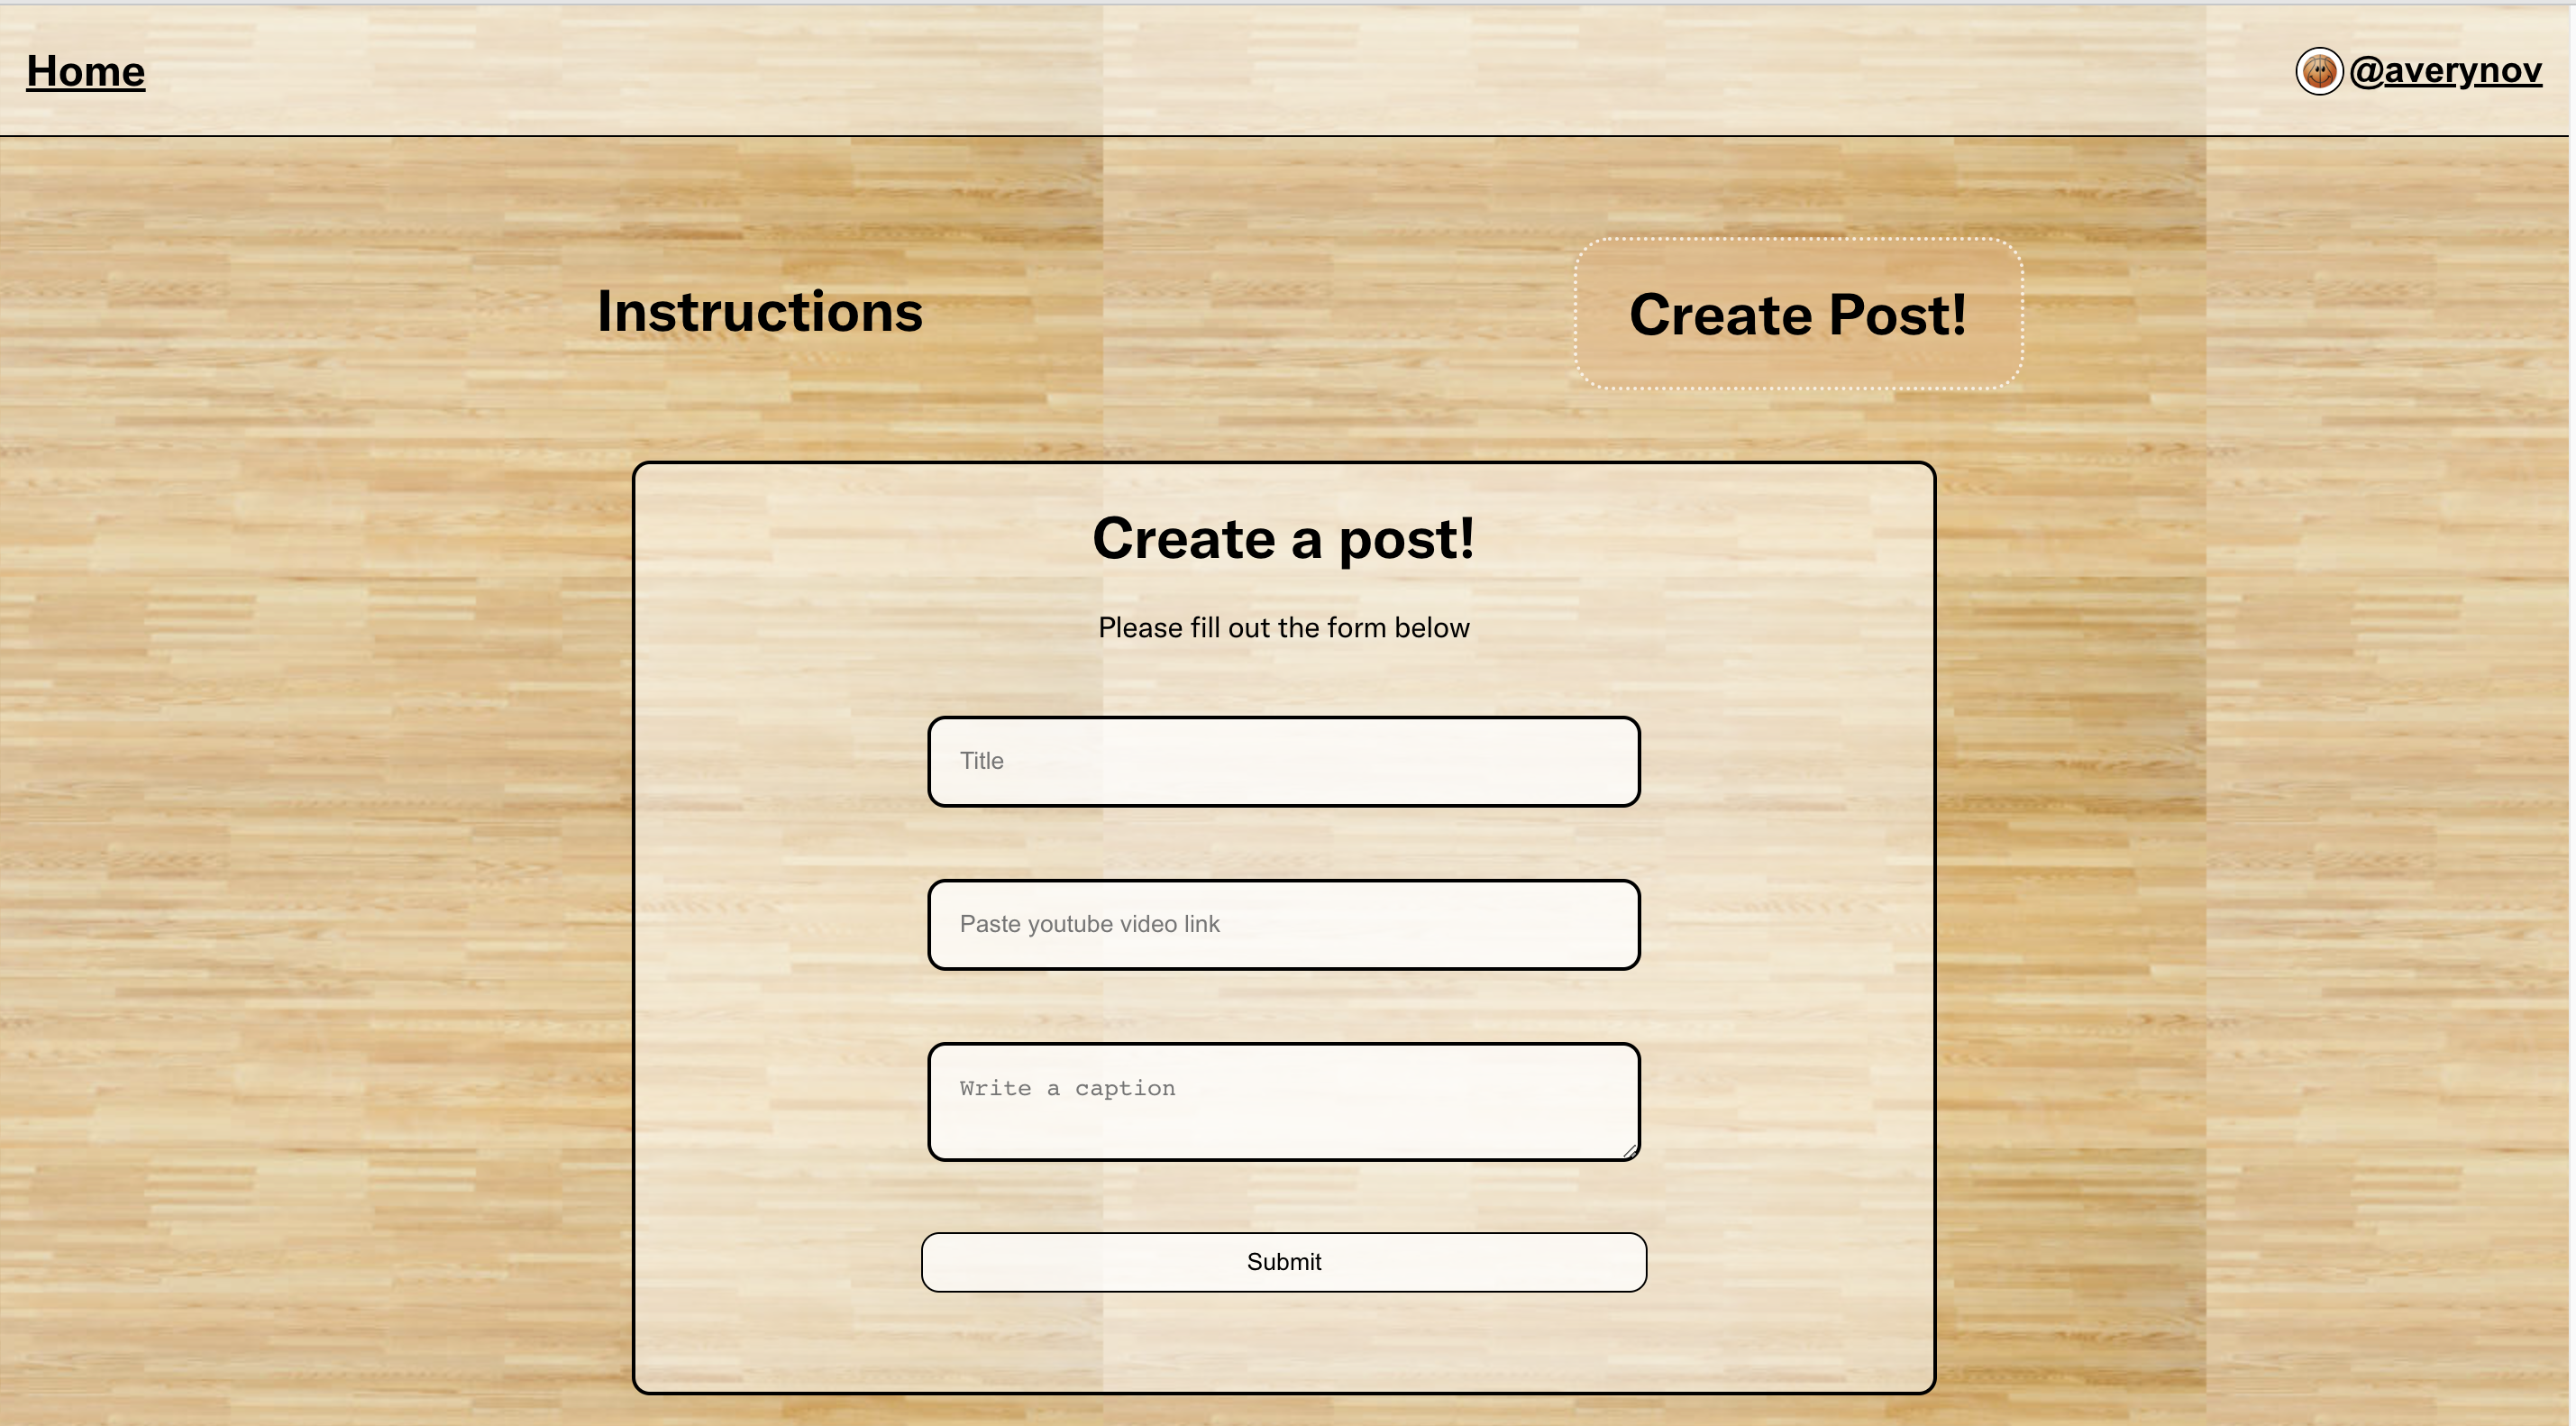 Home
@averynov
Instructions
Create Post!
Create a post!
Please fill out the form below
Title
Paste youtube video link
Write a caption
Submit